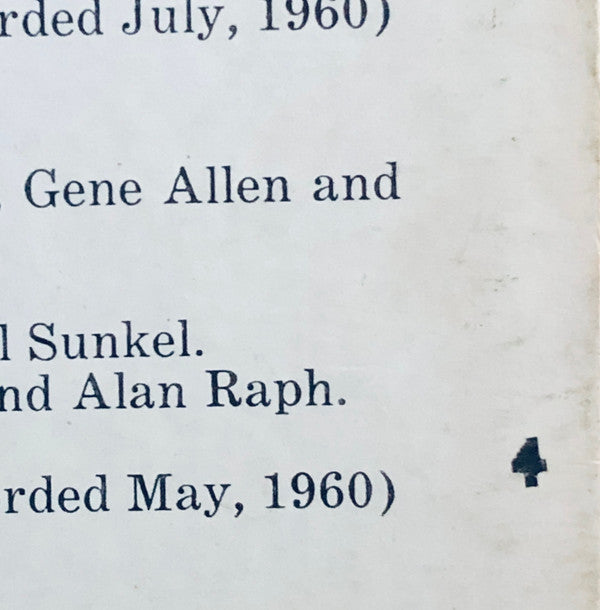 rded July, 1960)
Gene Allen and
l Sunkel.
nd Alan Raph.
rded May, 1960)
4